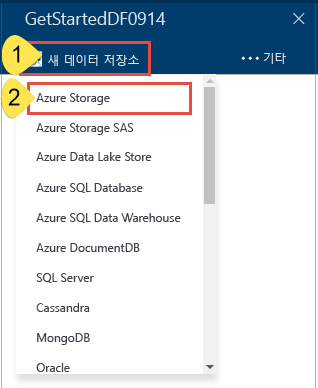 GetStartedDF0914
1
새 데이터 저장소
... 기타
2
Azure Storage
Azure Storage SAS
Azure Data Lake Store
Azure SQL Database
Azure SQL Data Warehouse
Azure DocumentDB
SQL Server
Cassandra
MongoDB
Oracle